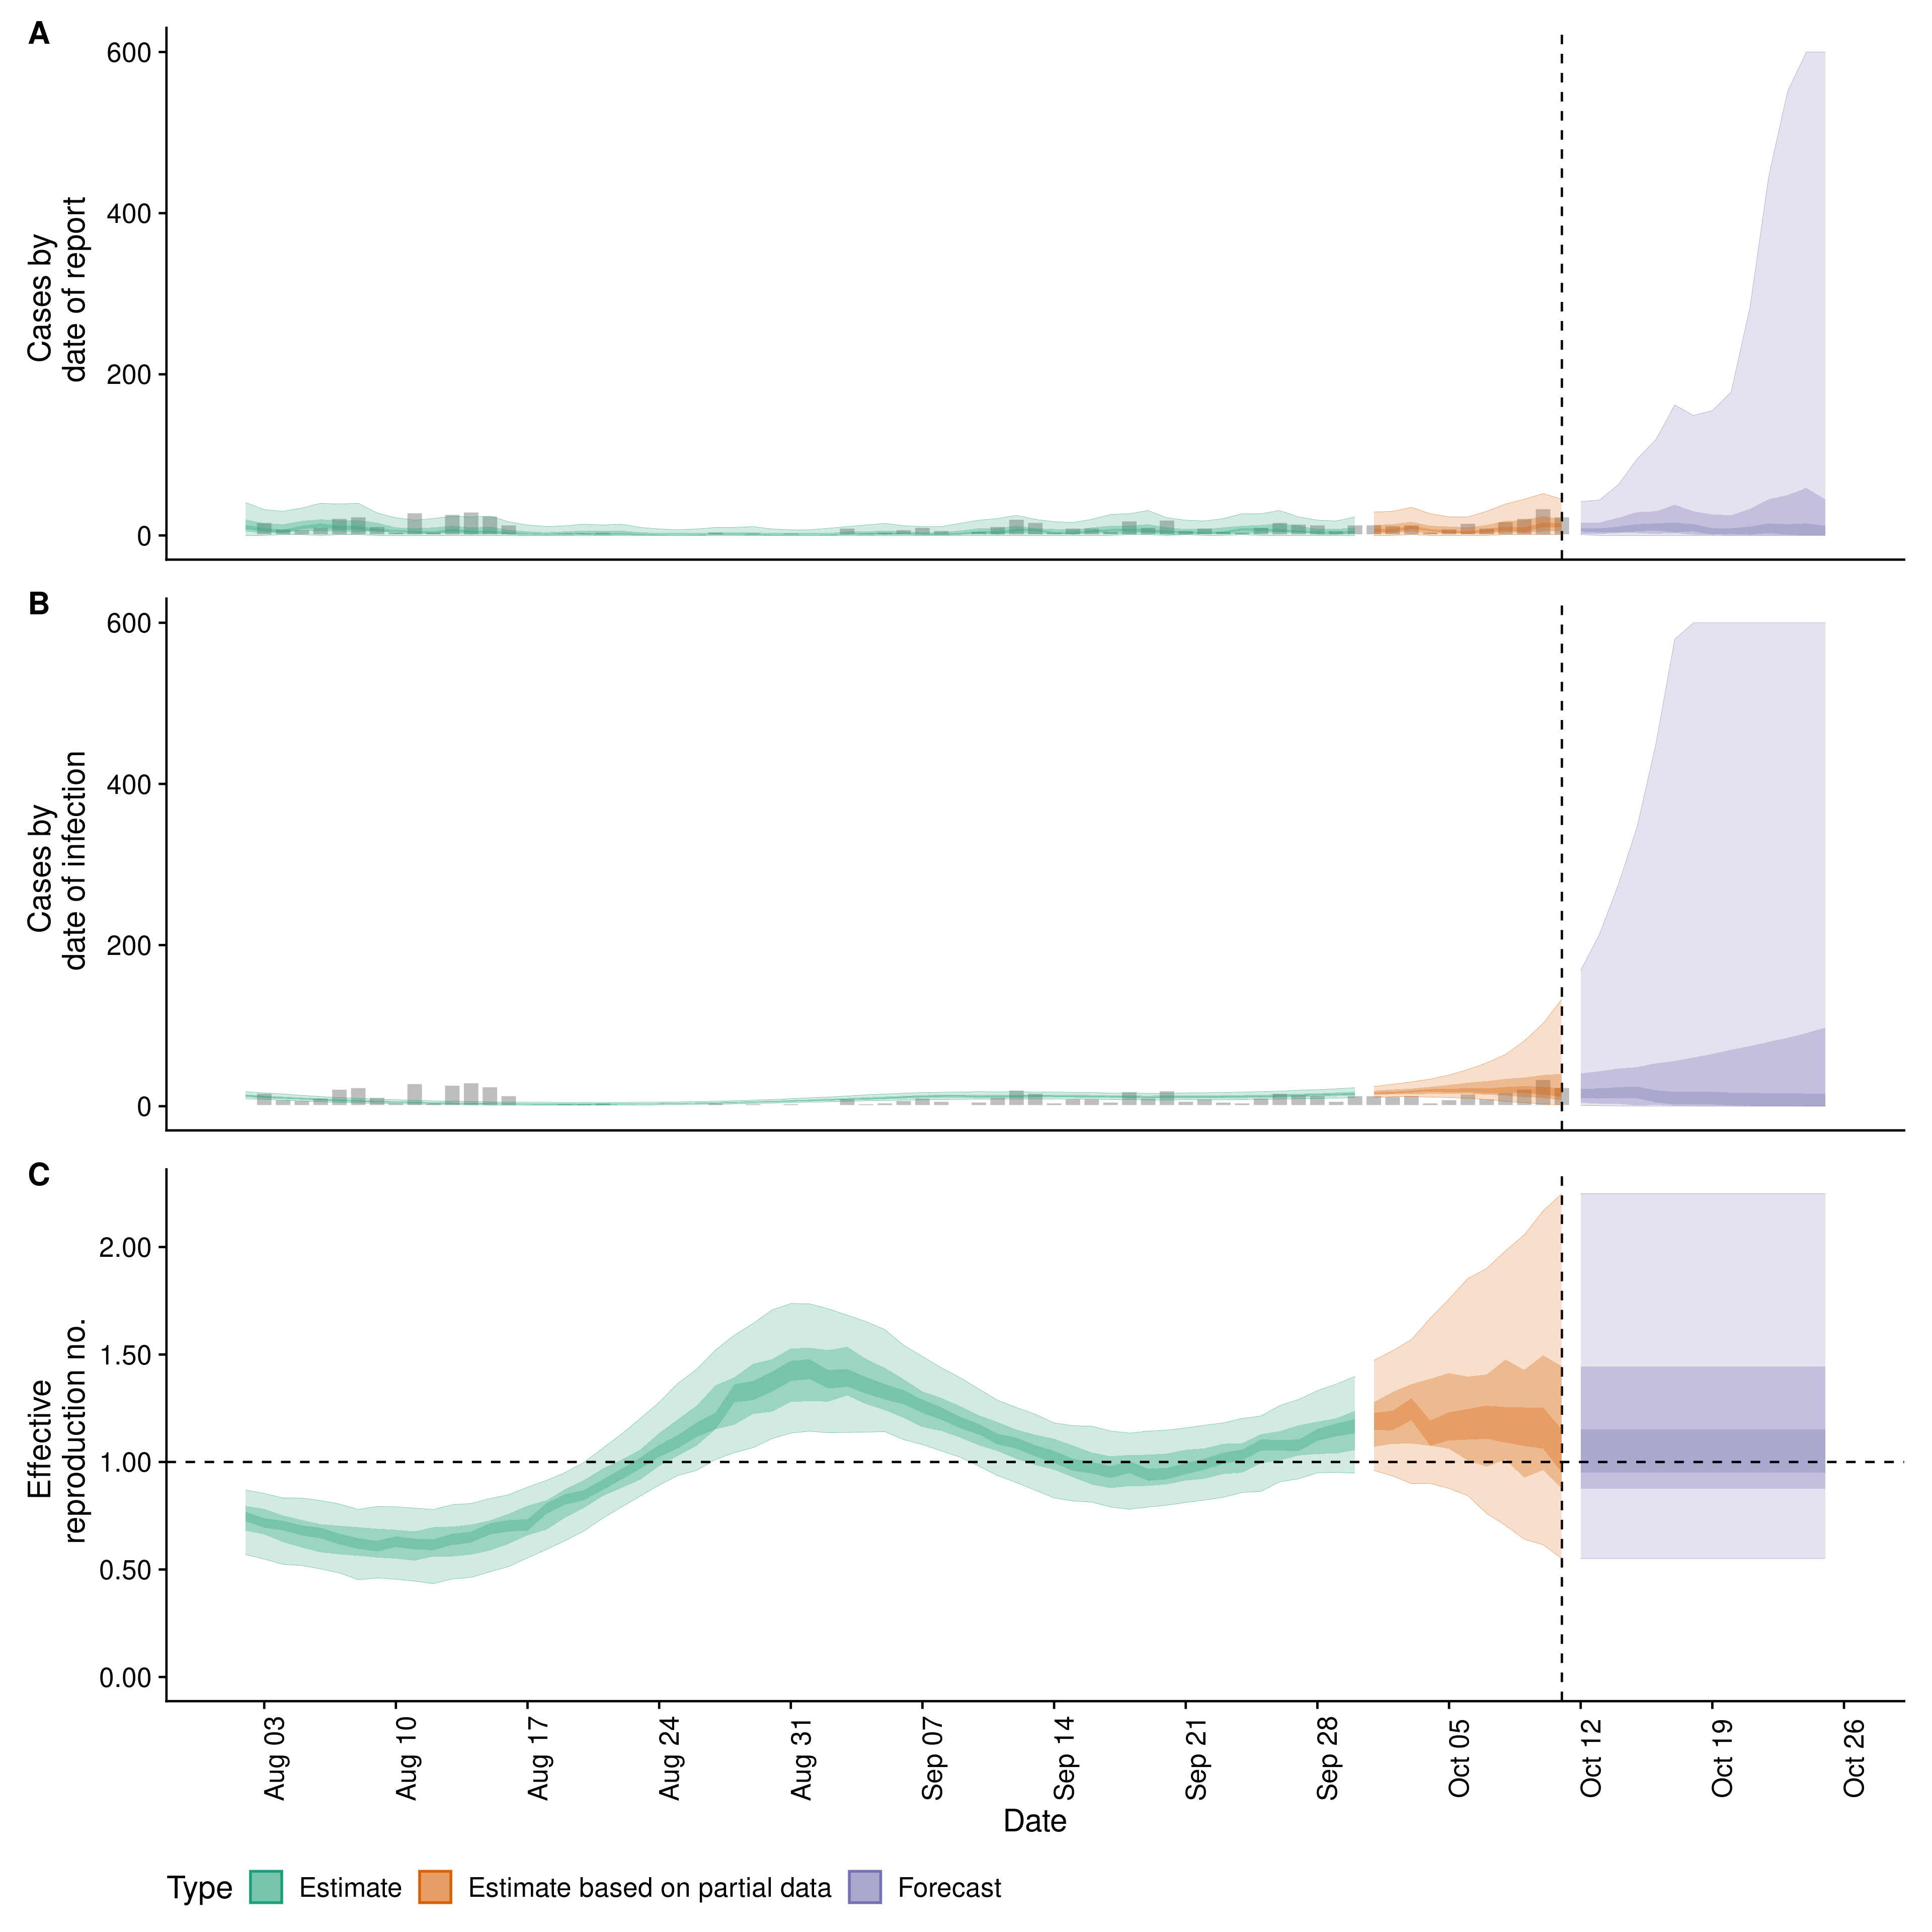 A
Cases by
date of report
600
400
200
0
B
Cases by
date of infection
600
400
200
0
C
Effective
reproduction no.
2.00
1.50
1.00
0.50
0.00
Aug 03
Aug 10
Aug 17
Aug 24
Aug 31
Sep 07
Sep 14
Sep 21
Sep 28
Oct 05
Oct 12
Oct 19
Oct 26
Date
Type Estimate Estimate based on partial data Forecast